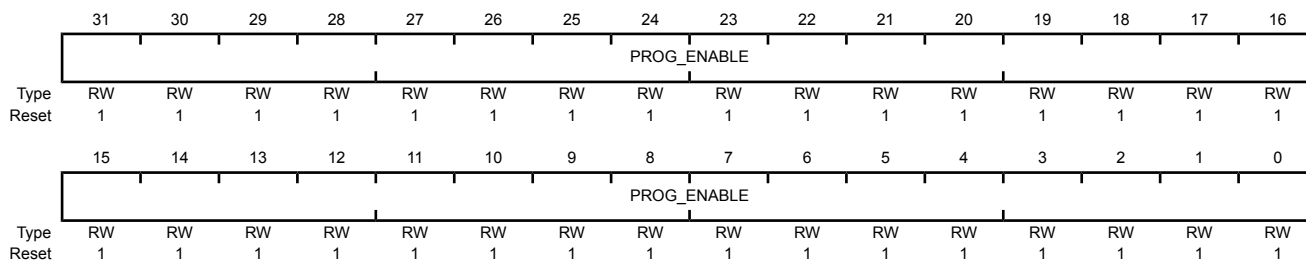 31 30 29 28 27 26 25 24 23 22 21 20 19 18 17 16
PROG_ENABLE
Type RW RW RW RW RW RW RW RW RW RW RW RW RW RW RW RW
Reset 1 1 1 1 1 1 1 1 1 1 1 1 1 1 1 1
15 14 13 12 11 10 9 8 7 6 5 4 3 2 1 0
PROG_ENABLE
Type RW RW RW RW RW RW RW RW RW RW RW RW RW RW RW RW
Reset 1 1 1 1 1 1 1 1 1 1 1 1 1 1 1 1